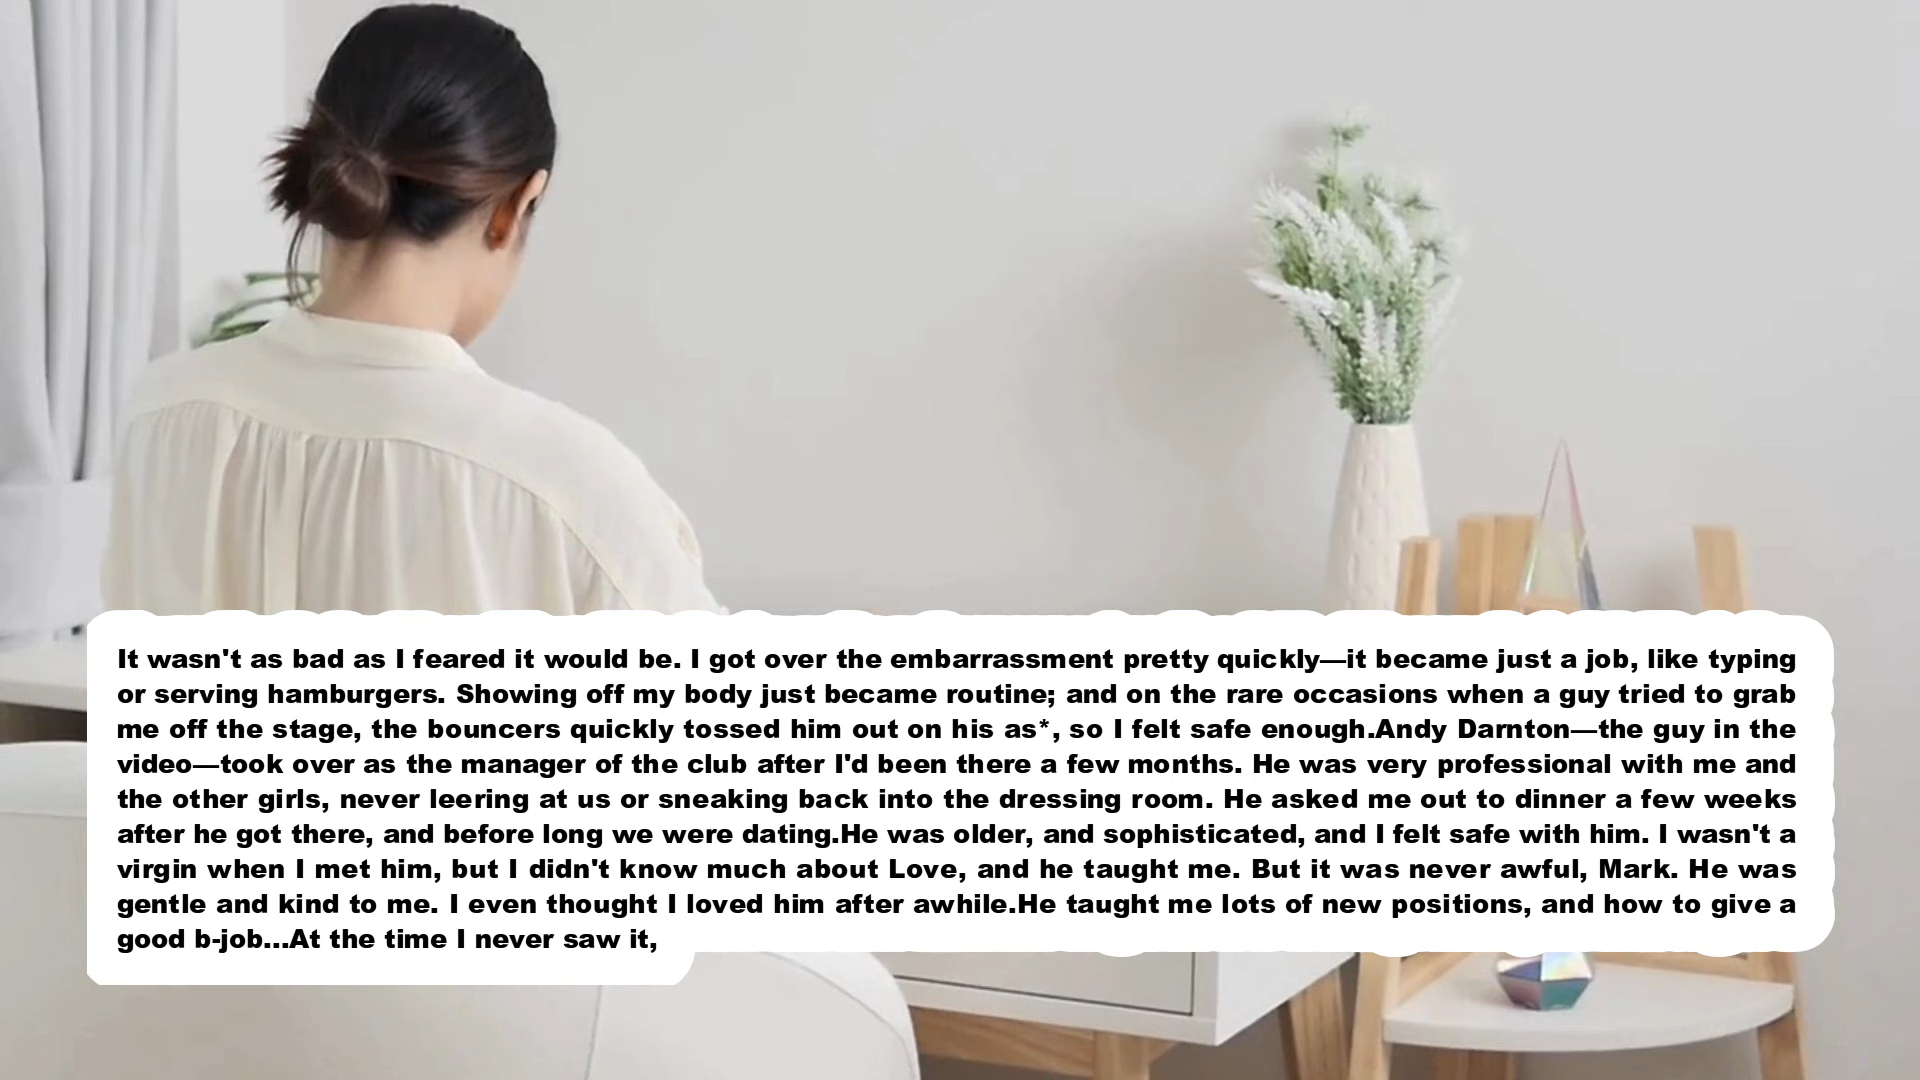 It wasn't as bad as I feared it would be. I got over the embarrassment pretty quickly—it became just a job, like typing
or serving hamburgers. Showing off my body just became routine; and on the rare occasions when a guy tried to grab
me off the stage, the bouncers quickly tossed him out on his as*, so I felt safe enough.Andy Darnton—the guy in the
video—took over as the manager of the club after I'd been there a few months. He was very professional with me and
the other girls, never leering at us or sneaking back into the dressing room. He asked me out to dinner a few weeks
after he got there, and before long we were dating.He was older, and sophisticated, and I felt safe with him. I wasn't a
virgin when I met him, but I didn't know much about Love, and he taught me. But it was never awful, Mark. He was
gentle and kind to me. I even thought I loved him after awhile.He taught me lots of new positions, and how to give a
good b-job...At the time I never saw it,